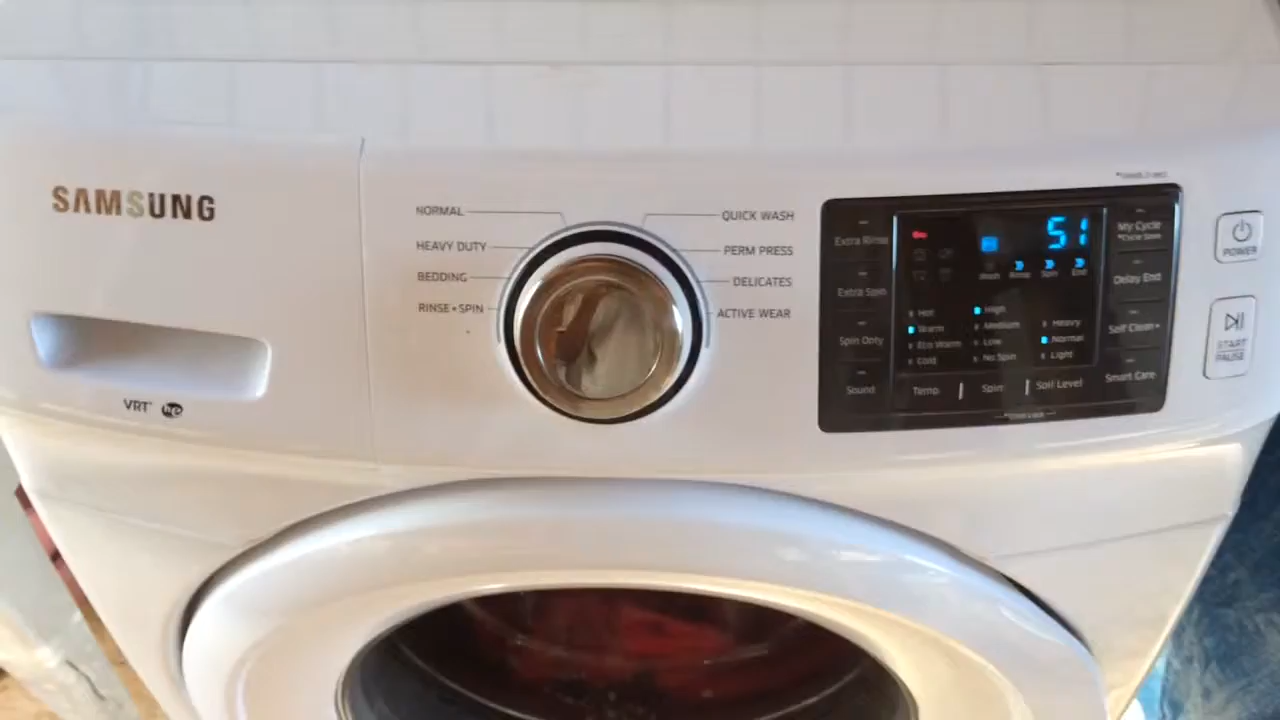 SAMSUNG
VRT he
NORMAL
HEAVY DUTY
BEDDING
RINSE+SPIN
QUICK WASH
PERM PRESS
DELICATES
ACTIVE WEAR
Extra Rinse
Extra Spin
Spin Only
Sound
51
Wash Rinse Spin End
Hot
Warm
Eco Warm
Cold
High
Medium
Low
No Spin
Heavy
Normal
Light
Temp. Spin Soil Level
My Cycle
Delay End
Self Clean+
Smart Care
POWER
START
PAUSE